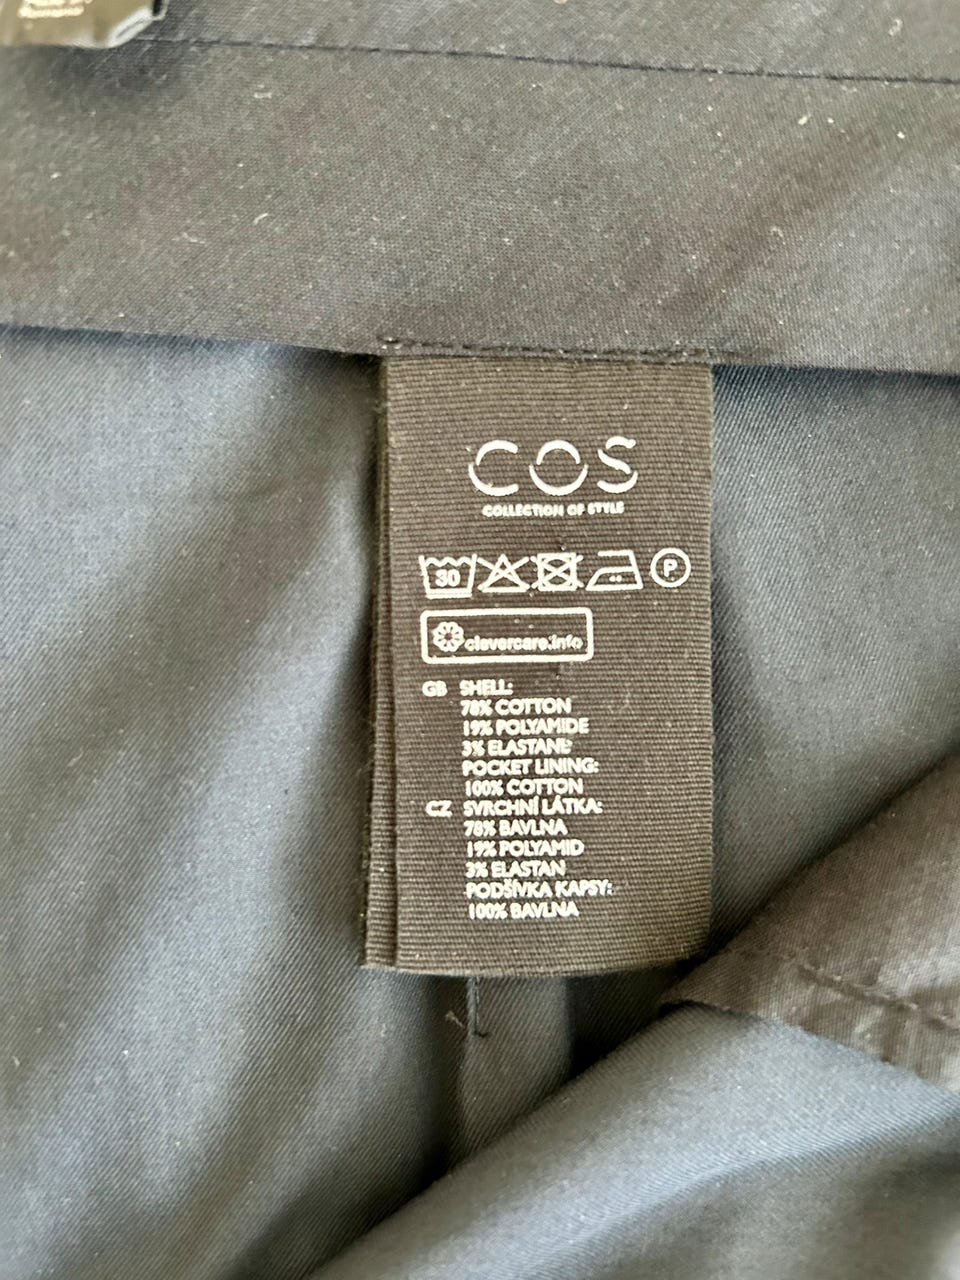 COS
COLLECTION OF STYLE
30 P
clevercare.info
GB SHELL:
78% COTTON
19% POLYAMIDE
3% ELASTANE
POCKET LINING:
100% COTTON
CZ SVRCHNÍ LÁTKA:
78% BAVLNA
19% POLYAMID
3% ELASTAN
PODŠÍVKA KAPSY:
100% BAVLNA